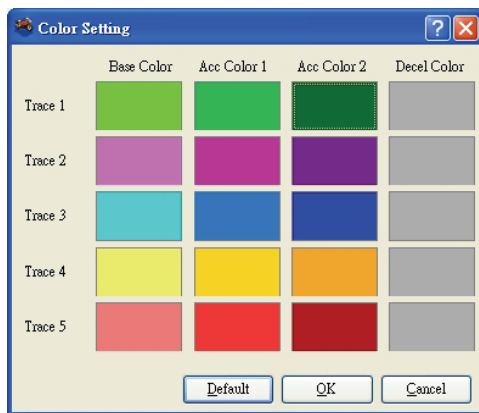 Color Setting
Base Color Acc Color 1 Acc Color 2 Decel Color
Trace 1
Trace 2
Trace 3
Trace 4
Trace 5
Default OK Cancel